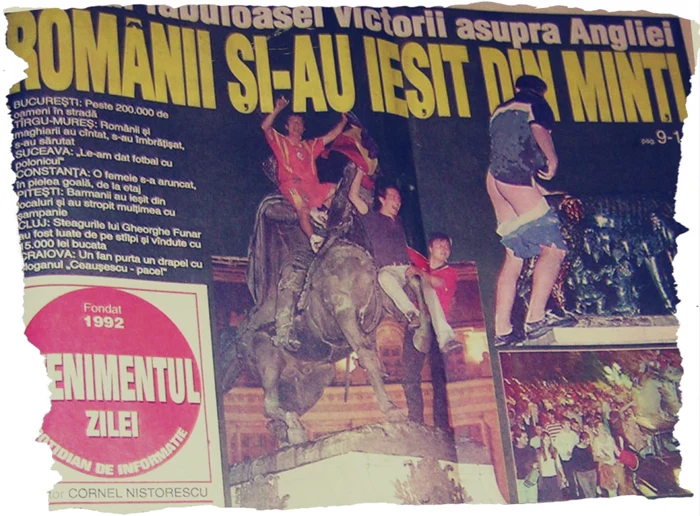 fabuloasei victorii asupra Angliei
ROMÂNII ȘI-AU IEȘIT DIN MINȚI
pag. 9-1
BUCUREȘTI: Peste 200.000 de
oameni în stradă
TÎRGU-MUREȘ: Românii și
maghiarii au cîntat, s-au îmbrățișat,
s-au sărutat
SUCEAVA: „Le-am dat fotbal cu
polonicul"
CONSTANȚA: O femeie s-a aruncat,
în pielea goală, de la etaj
PITEȘTI: Barmanii au ieșit din
localuri și au stropit mulțimea cu
șampanie
CLUJ: Steagurile lui Gheorghe Funar
au fost luate de pe stîlpi și vîndute cu
15.000 lei bucata
CRAIOVA: Un fan purta un drapel cu
sloganul „Ceaușescu - pace!"
Fondat
1992
ENIMENTUL
ZILEI
COTIDIAN DE INFORMAȚIE
tor CORNEL NISTORESCU